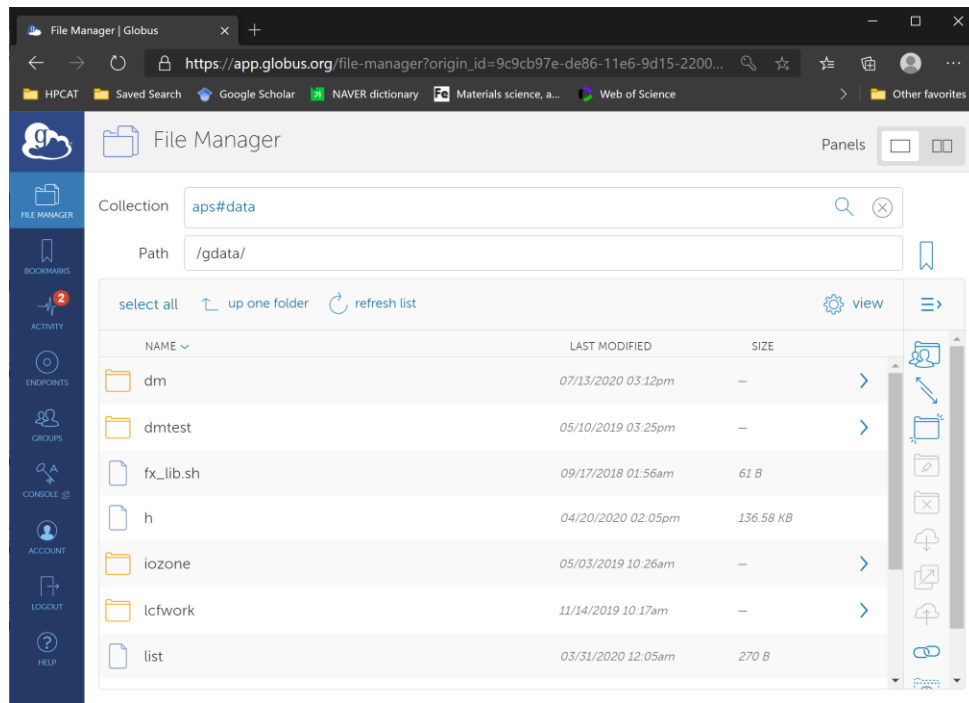 File Manager | Globus
https://app.globus.org/file-manager?origin_id=9c9cb97e-de86-11e6-9d15-2200...
HPCAT Saved Search Google Scholar NAVER dictionary Fe Materials science, a... Web of Science Other favorites
g File Manager Panels
FILE MANAGER
Collection aps#data
Path /gdata/
BOOKMARKS
select all up one folder refresh list view
2
ACTIVITY
NAME LAST MODIFIED SIZE
dm 07/13/2020 03:12pm —
ENDPOINTS
dmtest 05/10/2019 03:25pm —
GROUPS
fx_lib.sh 09/17/2018 01:56am 61 B
CONSOLE
h 04/20/2020 02:05pm 136.58 KB
ACCOUNT
iozone 05/03/2019 10:26am —
LOGOUT
lcfwork 11/14/2019 10:17am —
HELP
list 03/31/2020 12:05am 270 B